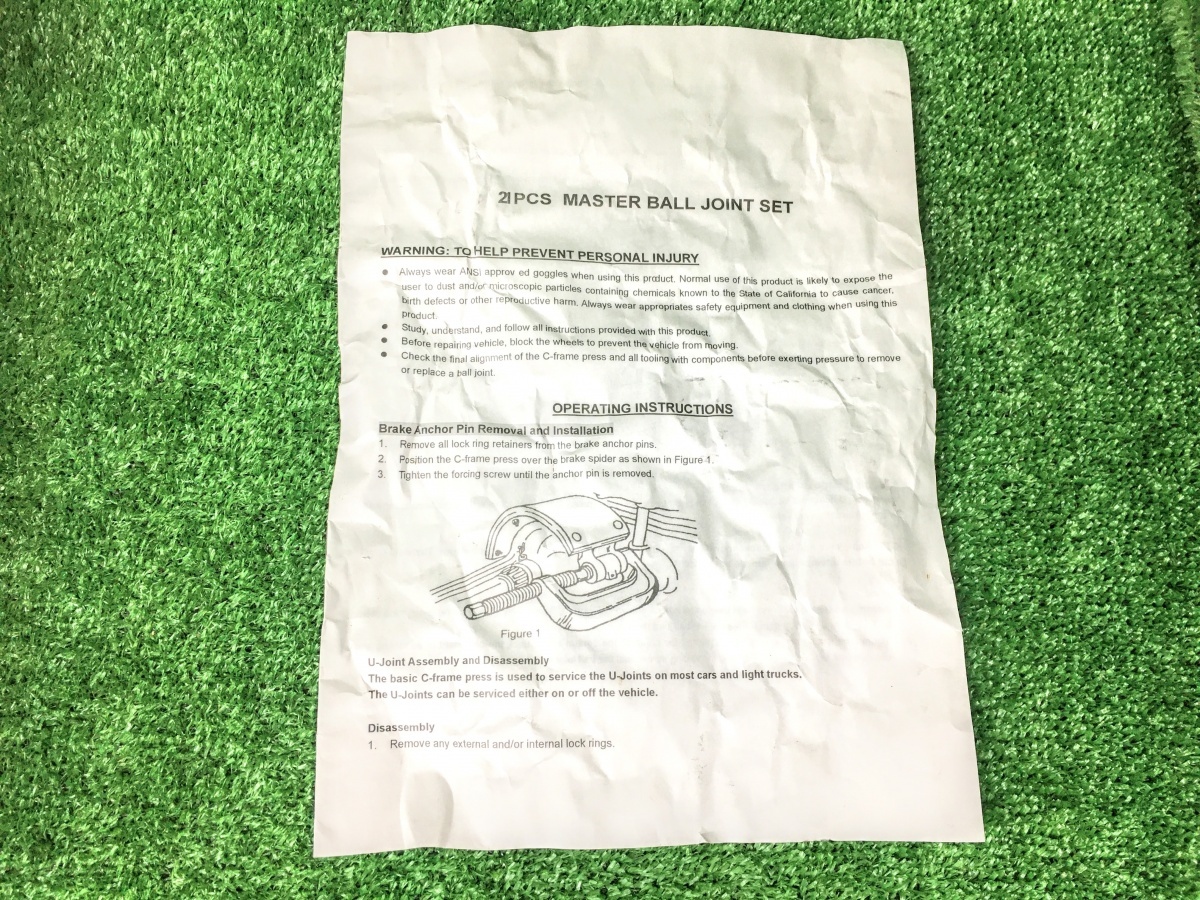 21PCS MASTER BALL JOINT SET
WARNING: TO HELP PREVENT PERSONAL INJURY
● Always wear ANSI approv ed goggles when using this product. Normal use of this product is likely to expose the
user to dust and/or microscopic particles containing chemicals known to the State of California to cause cancer,
birth defects or other reproductive harm. Always wear appropriates safety equipment and clothing when using this
product.
● Study, understand, and follow all instructions provided with this product.
● Before repairing vehicle, block the wheels to prevent the vehicle from moving.
● Check the final alignment of the C-frame press and all tooling with components before exerting pressure to remove
or replace a ball joint.
OPERATING INSTRUCTIONS
Brake Anchor Pin Removal and Installation
1. Remove all lock ring retainers from the brake anchor pins.
2. Position the C-frame press over the brake spider as shown in Figure 1.
3. Tighten the forcing screw until the anchor pin is removed.
Figure 1
U-Joint Assembly and Disassembly
The basic C-frame press is used to service the U-Joints on most cars and light trucks.
The U-Joints can be serviced either on or off the vehicle.
Disassembly
1. Remove any external and/or internal lock rings.